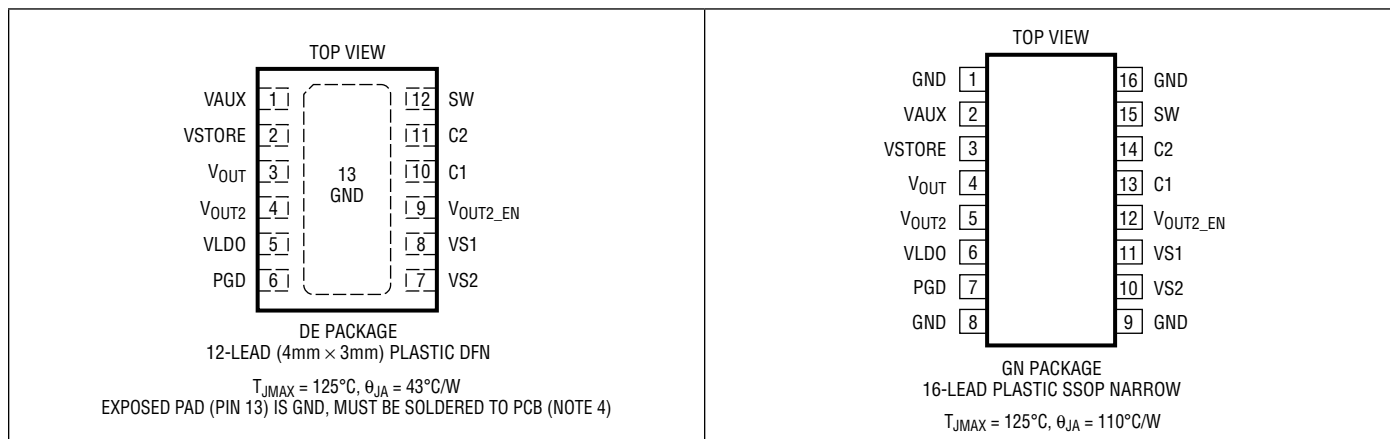 TOP VIEW
VAUX 1 12 SW
VSTORE 2 11 C2
VOUT 3 10 C1
13
GND
VOUT2 4 9 VOUT2_EN
VLDO 5 8 VS1
PGD 6 7 VS2
DE PACKAGE
12-LEAD (4mm × 3mm) PLASTIC DFN
TJMAX = 125°C, θJA = 43°C/W
EXPOSED PAD (PIN 13) IS GND, MUST BE SOLDERED TO PCB (NOTE 4)
TOP VIEW
GND 1 16 GND
VAUX 2 15 SW
VSTORE 3 14 C2
VOUT 4 13 C1
VOUT2 5 12 VOUT2_EN
VLDO 6 11 VS1
PGD 7 10 VS2
GND 8 9 GND
GN PACKAGE
16-LEAD PLASTIC SSOP NARROW
TJMAX = 125°C, θJA = 110°C/W